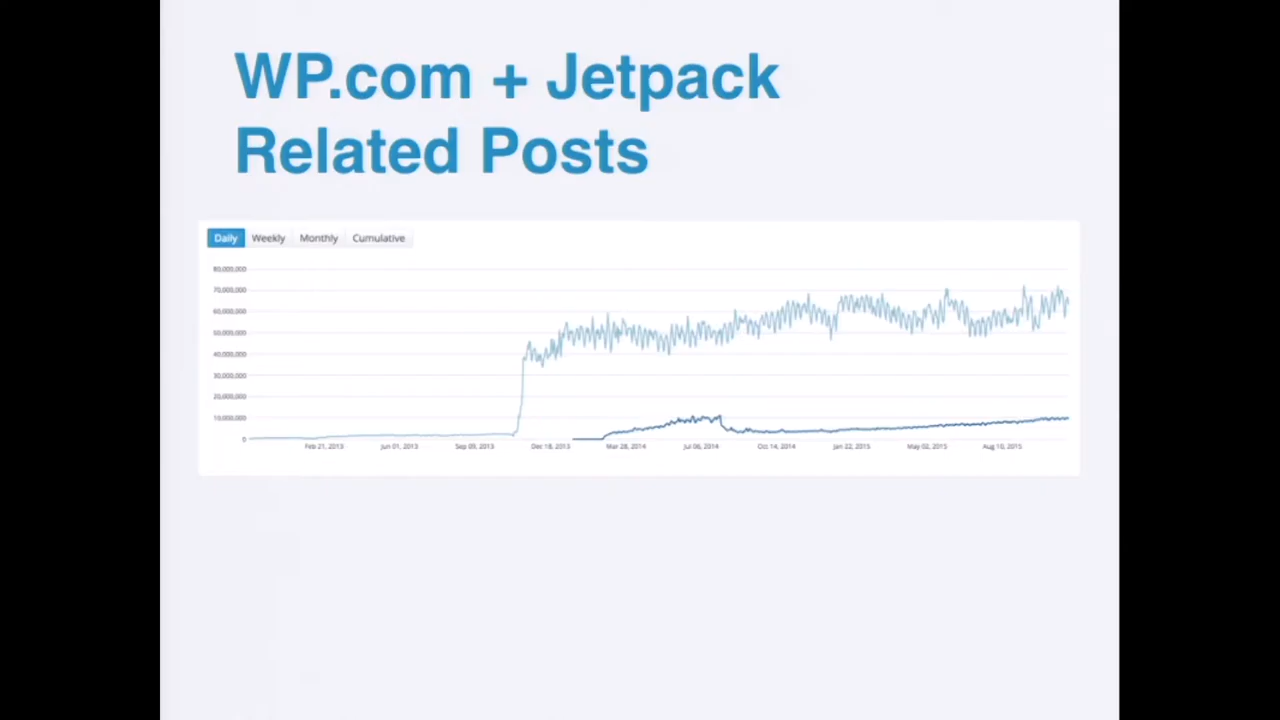 WP.com + Jetpack
Related Posts
Daily Weekly Monthly Cumulative
80,000,000
70,000,000
60,000,000
50,000,000
40,000,000
30,000,000
20,000,000
10,000,000
0
Feb 21, 2013 Jun 01, 2013 Sep 09, 2013 Dec 18, 2013 Mar 28, 2014 Jul 06, 2014 Oct 14, 2014 Jan 22, 2015 May 02, 2015 Aug 10, 2015